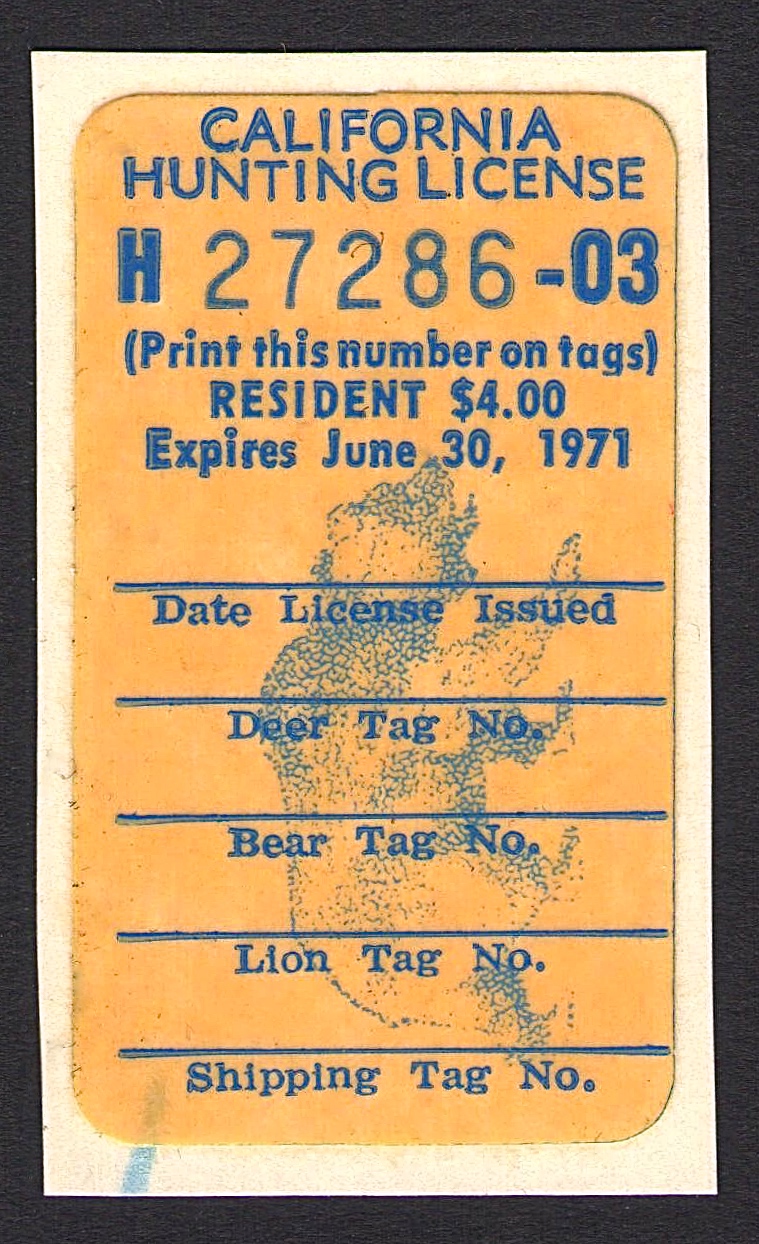 CALIFORNIA
HUNTING LICENSE
H 27286-03
(Print this number on tags)
RESIDENT $4.00
Expires June 30, 1971
Date License Issued
Deer Tag No.
Bear Tag No.
Lion Tag No.
Shipping Tag No.